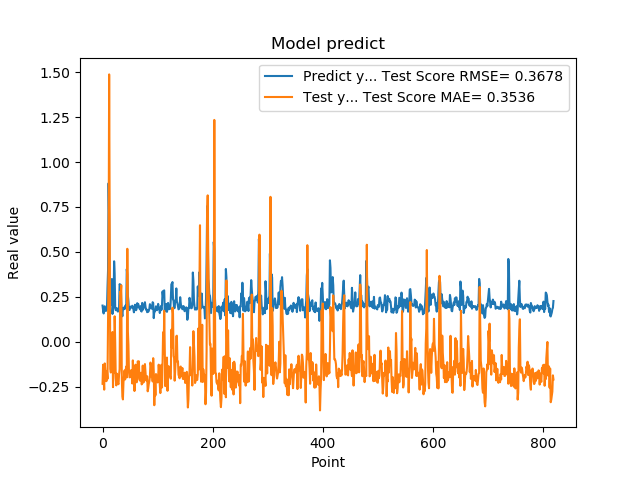 Model predict
Predict y... Test Score RMSE= 0.3678
Test y... Test Score MAE= 0.3536
Real value
1.50
1.25
1.00
0.75
0.50
0.25
0.00
−0.25
0 200 400 600 800
Point